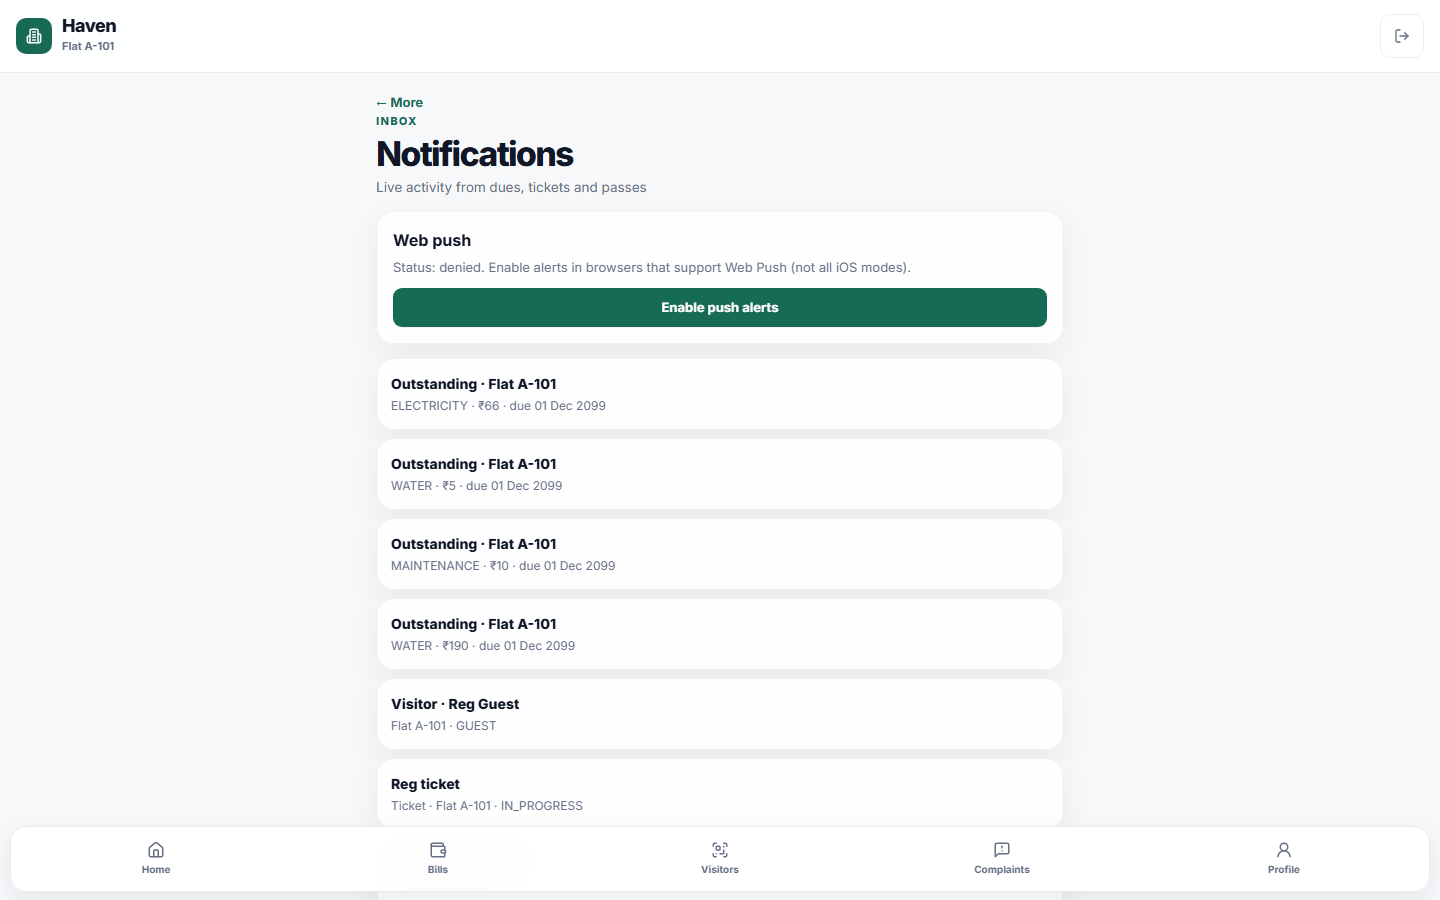 Haven
Flat A-101
← More
INBOX
Notifications
Live activity from dues, tickets and passes
Web push
Status: denied. Enable alerts in browsers that support Web Push (not all iOS modes).
Enable push alerts
Outstanding · Flat A-101
ELECTRICITY · ₹66 · due 01 Dec 2099
Outstanding · Flat A-101
WATER · ₹5 · due 01 Dec 2099
Outstanding · Flat A-101
MAINTENANCE · ₹10 · due 01 Dec 2099
Outstanding · Flat A-101
WATER · ₹190 · due 01 Dec 2099
Visitor · Reg Guest
Flat A-101 · GUEST
Reg ticket
Ticket · Flat A-101 · IN_PROGRESS
Home
Bills
Visitors
Complaints
Profile